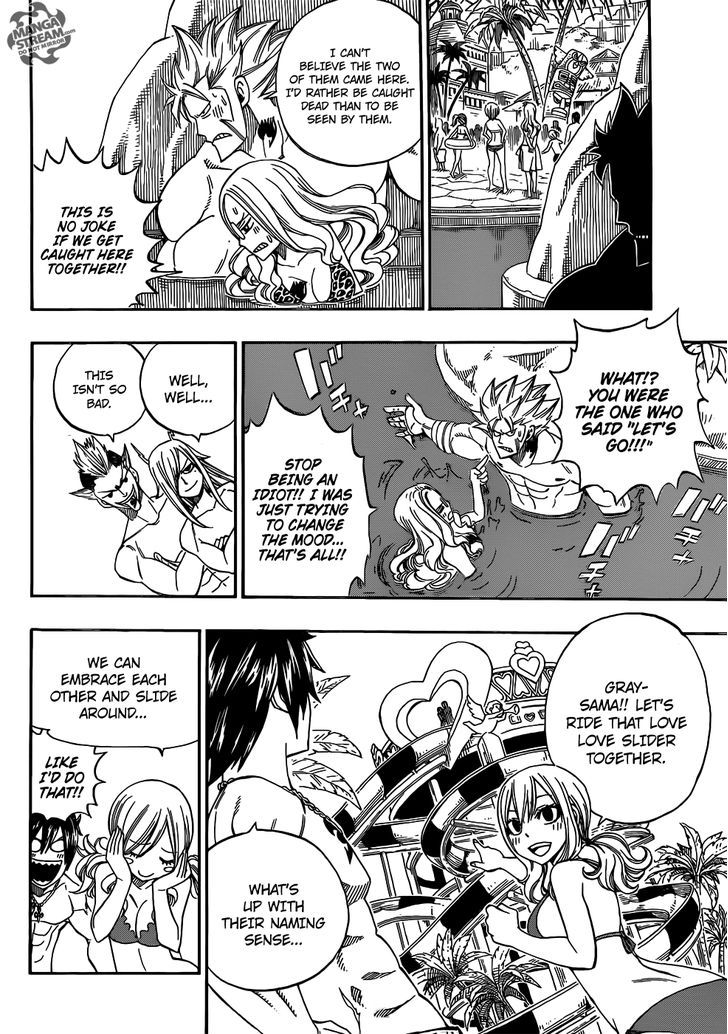 MANGA
STREAM.com
DO NOT MIRROR
I CAN'T
BELIEVE THE TWO
OF THEM CAME HERE.
I'D RATHER BE CAUGHT
DEAD THAN TO
BE SEEN
BY THEM.
THIS IS
NO JOKE
IF WE GET
CAUGHT HERE
TOGETHER!!
WHAT!?
YOU WERE
THE ONE WHO
SAID "LET'S
GO!!!"
STOP
BEING AN
IDIOT!! I WAS
JUST TRYING
TO CHANGE
THE MOOD...
THAT'S ALL!!
WELL,
WELL...
THIS
ISN'T SO
BAD.
GRAY-
SAMA!! LET'S
RIDE THAT LOVE
LOVE SLIDER
TOGETHER.
WHAT'S
UP WITH
THEIR NAMING
SENSE...
WE CAN
EMBRACE EACH
OTHER AND SLIDE
AROUND...
LIKE
I'D DO
THAT!!